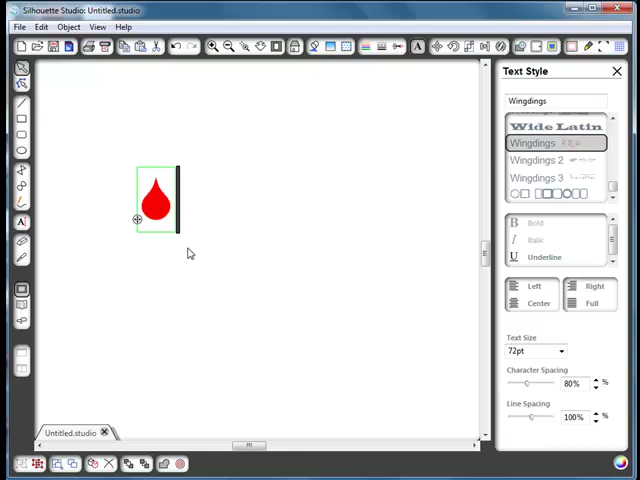 Silhouette Studio: Untitled.studio
File Edit Object View Help
Text Style
Wingdings
Wide Latin
Wingdings
Wingdings 2
Wingdings 3
B Bold
I Italic
U Underline
Left Right
Center Full
Text Size
72pt
Character Spacing
80% %
Line Spacing
100% %
Untitled.studio